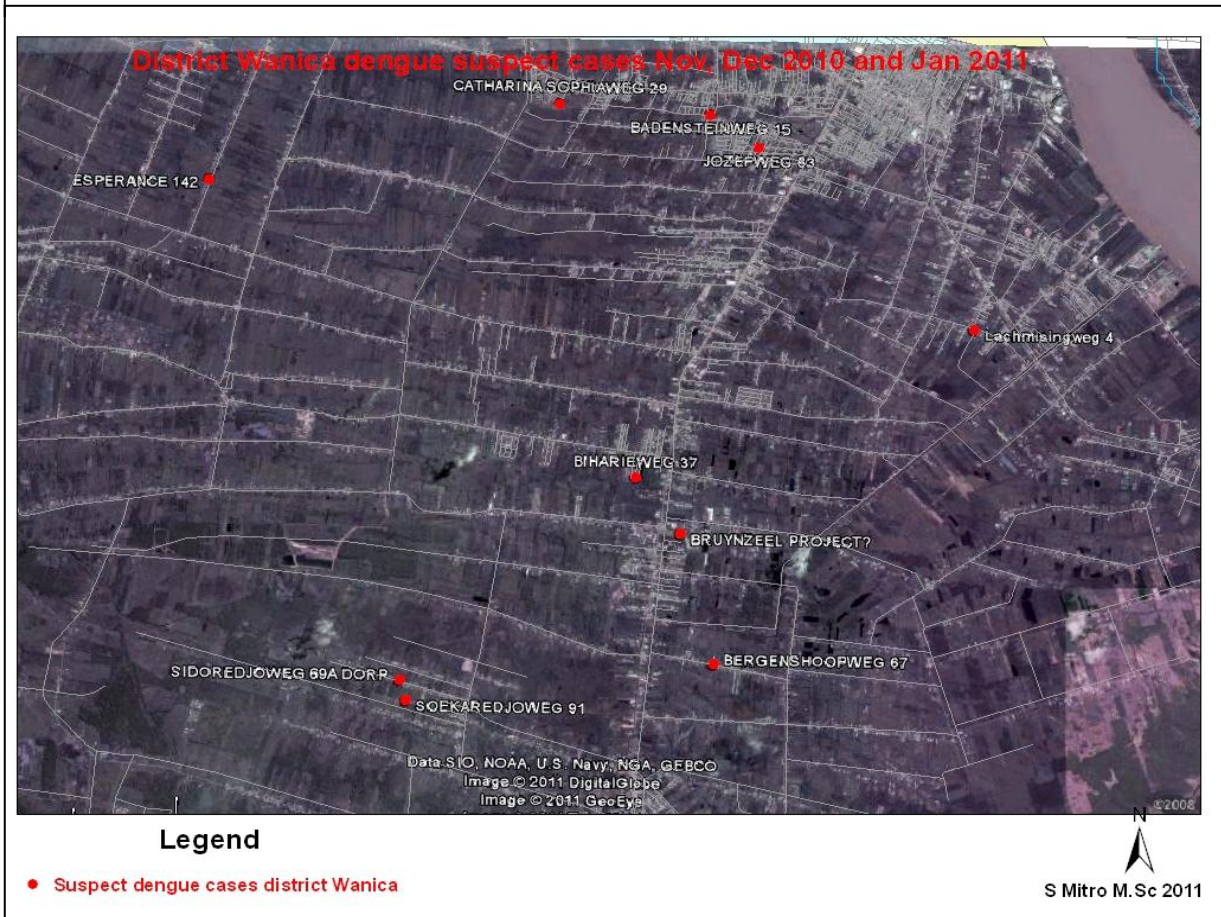 District Wanica dengue suspect cases Nov, Dec 2010 and Jan 2011
CATHARINA SOPHIAWEG 29
BADENSTEINWEG 15
JOZEFWEG 53
ESPERANCE 142
Lachmisingweg 4
BIHARIEWEG 37
BRUYNZEEL PROJECT?
BERGENSHOOPWEG 67
SIDOREDJOWEG 69A DORP
SOEKAREDJOWEG 91
Data SIO, NOAA, U.S. Navy, NGA, GEBCO
Image © 2011 DigitalGlobe
Image © 2011 GeoEye
©2008
Legend
N
Suspect dengue cases district Wanica
S Mitro M.Sc 2011